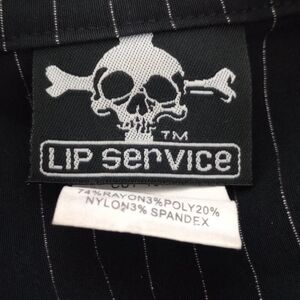 TM
LIP service
74%RAYON3%POLY20%
NYLON3% SPANDEX